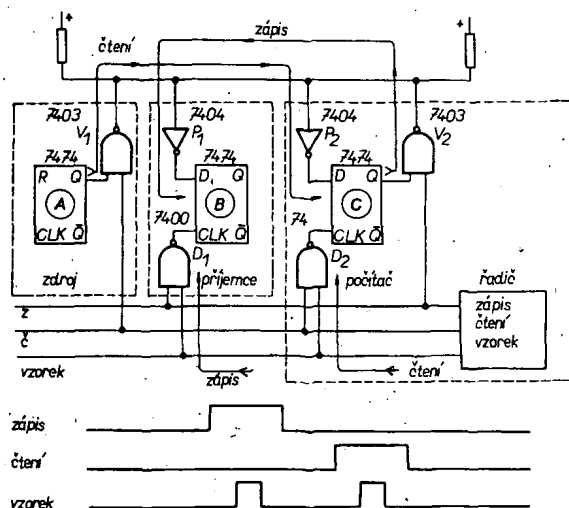 +
zápis
+
čtení
7403
V1
7404
P1
7404
P2
7403
V2
7474
R Q
A
CLK Q̄
zdroj
7474
D Q
B
CLK Q̄
7400
D1
příjemce
D Q
7474
C
CLK Q̄
74
D2
počítač
řadič
zápis
čtení
vzorek
z
č
vzorek
zápis
čtení
zápis
čtení
vzorek